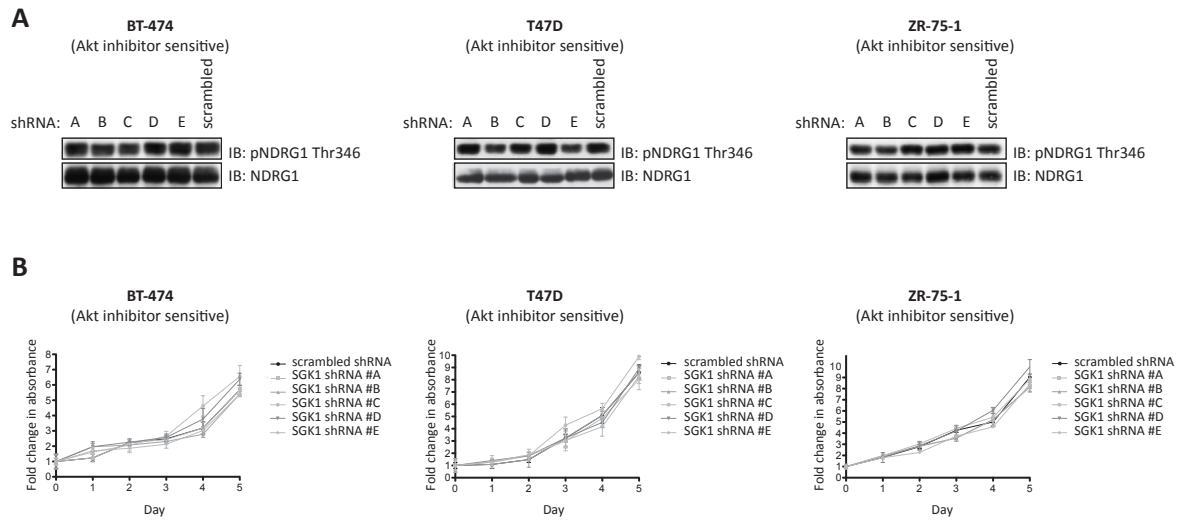 A
BT-474
(Akt inhibitor sensitive)
shRNA: A B C D E scrambled
IB: pNDRG1 Thr346
IB: NDRG1
T47D
(Akt inhibitor sensitive)
shRNA: A B C D E scrambled
IB: pNDRG1 Thr346
IB: NDRG1
ZR-75-1
(Akt inhibitor sensitive)
shRNA: A B C D E scrambled
IB: pNDRG1 Thr346
IB: NDRG1
B
BT-474
(Akt inhibitor sensitive)
Fold change in absorbance
8
7
6
5
4
3
2
1
0
0 1 2 3 4 5
Day
scrambled shRNA
SGK1 shRNA #A
SGK1 shRNA #B
SGK1 shRNA #C
SGK1 shRNA #D
SGK1 shRNA #E
T47D
(Akt inhibitor sensitive)
Fold change in absorbance
10
9
8
7
6
5
4
3
2
1
0
0 1 2 3 4 5
Day
scrambled shRNA
SGK1 shRNA #A
SGK1 shRNA #B
SGK1 shRNA #C
SGK1 shRNA #D
SGK1 shRNA #E
ZR-75-1
(Akt inhibitor sensitive)
Fold change in absorbance
10
9
8
7
6
5
4
3
2
1
0
0 1 2 3 4 5
Day
scrambled shRNA
SGK1 shRNA #A
SGK1 shRNA #B
SGK1 shRNA #C
SGK1 shRNA #D
SGK1 shRNA #E